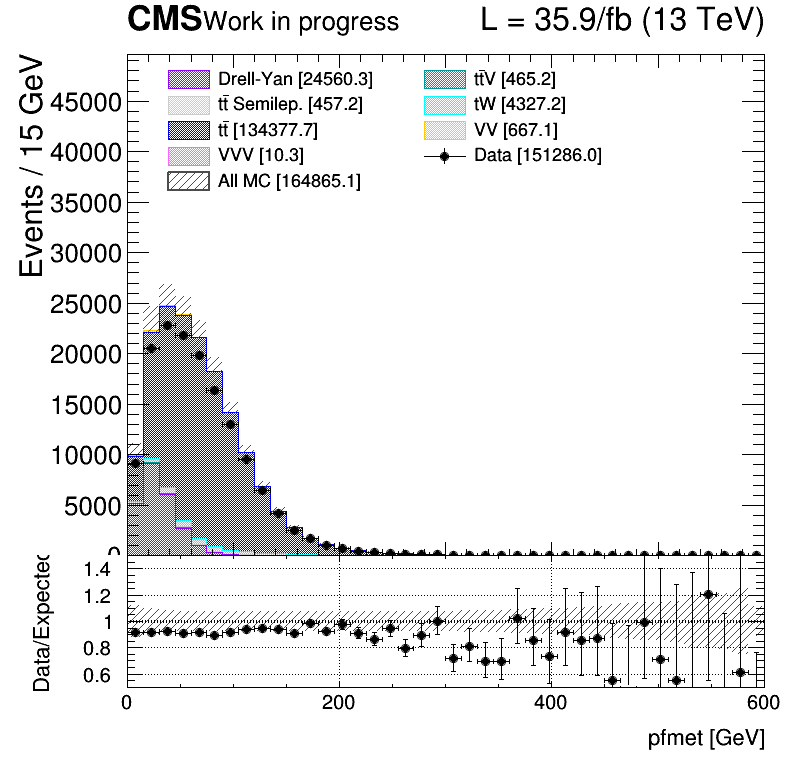 CMS Work in progress L = 35.9/fb (13 TeV)
Drell-Yan [24560.3] tt̄V [465.2]
tt̄ Semilep. [457.2] tW [4327.2]
tt̄ [134377.7] VV [667.1]
VVV [10.3] Data [151286.0]
All MC [164865.1]
Events / 15 GeV
45000
40000
35000
30000
25000
20000
15000
10000
5000
0
Data/Expected
1.4
1.2
1
0.8
0.6
0 200 400 600
pfmet [GeV]